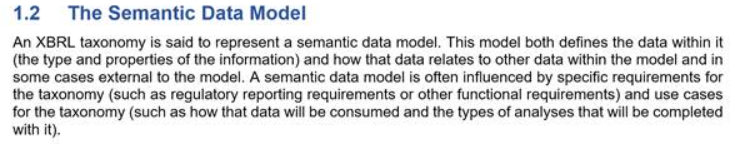 1.2 The Semantic Data Model
An XBRL taxonomy is said to represent a semantic data model. This model both defines the data within it
(the type and properties of the information) and how that data relates to other data within the model and in
some cases external to the model. A semantic data model is often influenced by specific requirements for
the taxonomy (such as regulatory reporting requirements or other functional requirements) and use cases
for the taxonomy (such as how that data will be consumed and the types of analyses that will be completed
with it).